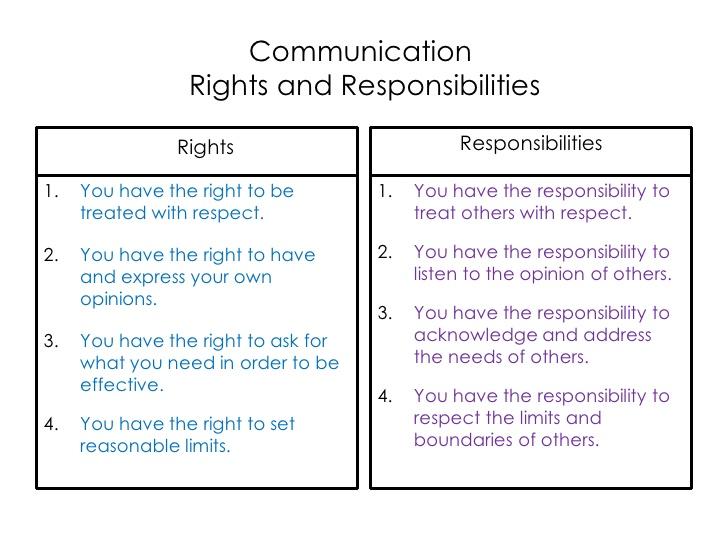 Communication
Rights and Responsibilities
Rights
1. You have the right to be
treated with respect.
2. You have the right to have
and express your own
opinions.
3. You have the right to ask for
what you need in order to be
effective.
4. You have the right to set
reasonable limits.
Responsibilities
1. You have the responsibility to
treat others with respect.
2. You have the responsibility to
listen to the opinion of others.
3. You have the responsibility to
acknowledge and address
the needs of others.
4. You have the responsibility to
respect the limits and
boundaries of others.